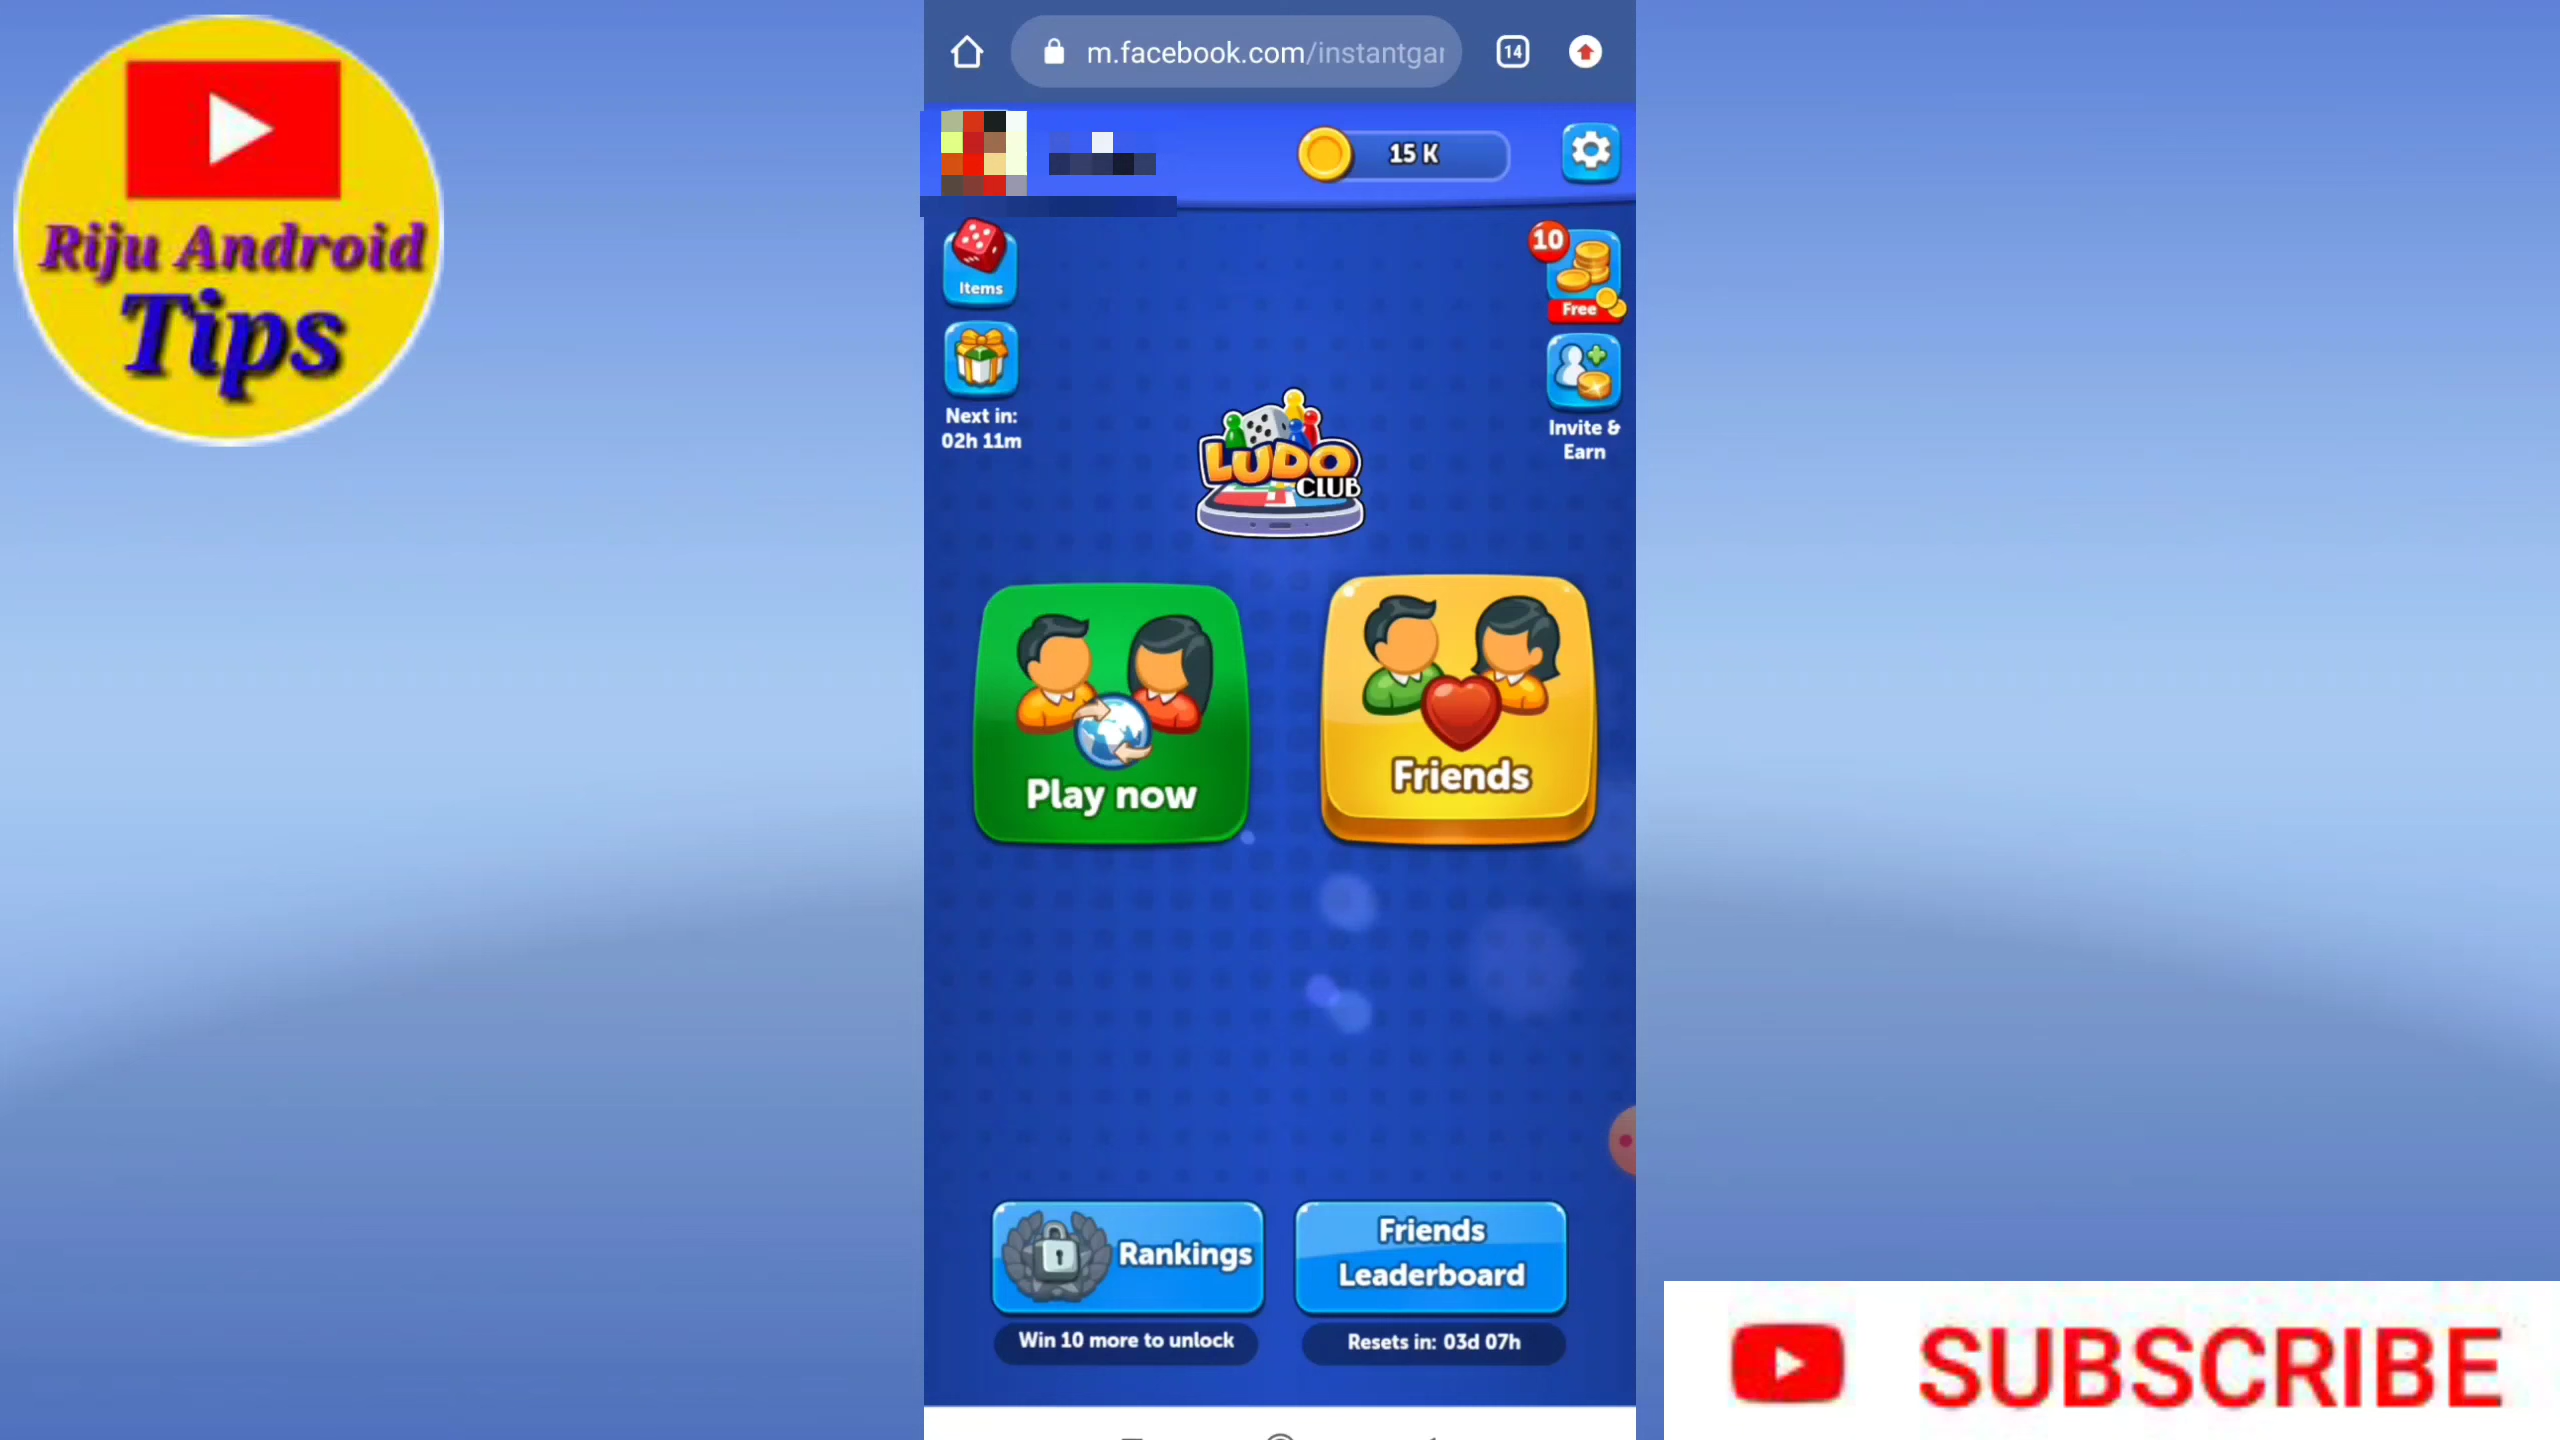 Riju Android
Tips
m.facebook.com/instantgar
14
15 K
Items
10
Free
Next in:
02h 11m
Invite &
Earn
LUDO
CLUB
Play now
Friends
Rankings
Friends
Leaderboard
Win 10 more to unlock
Resets in: 03d 07h
SUBSCRIBE